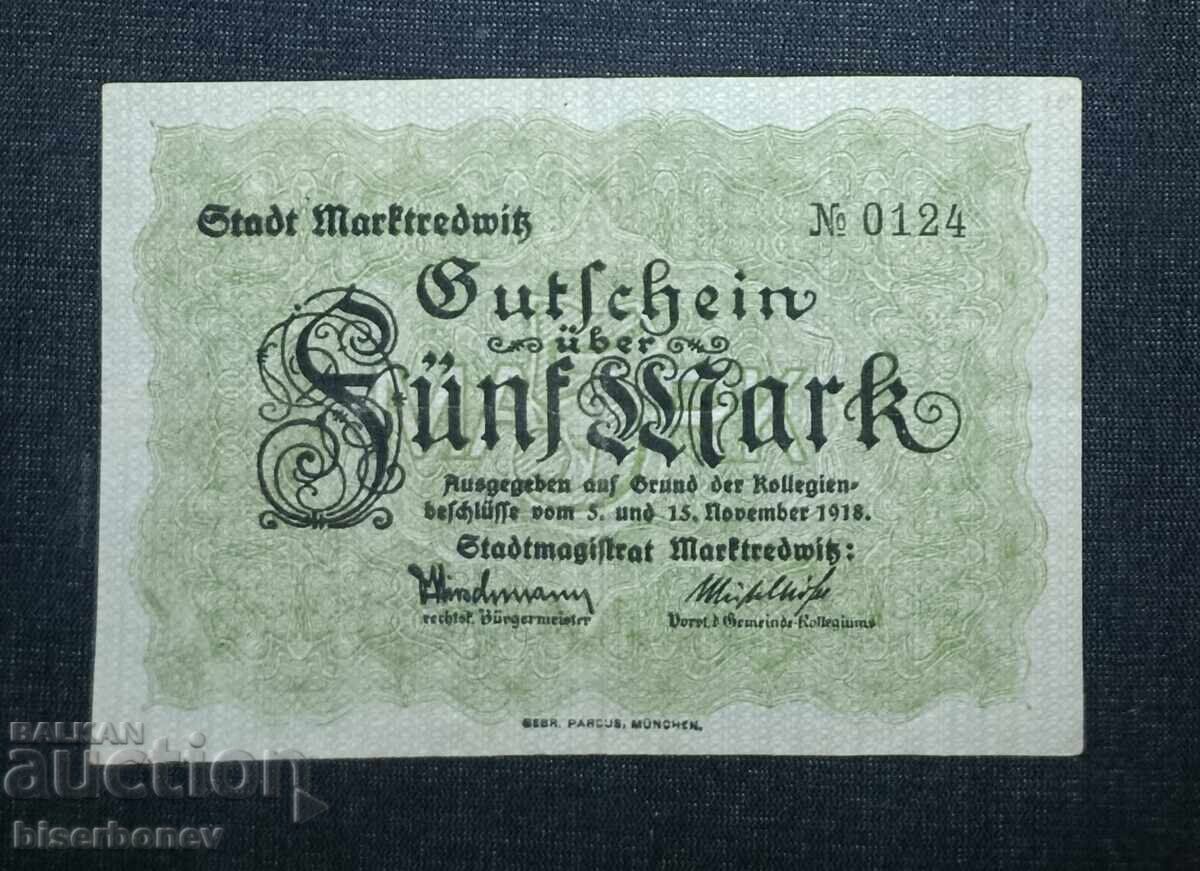 Stadt Marktredwitz
№ 0124
Gutschein
über
Fünf Mark
Ausgegeben auf Grund der Kollegien-
beschlüsse vom 5. und 15. November 1918.
Stadtmagistrat Marktredwitz:
rechtsk. Bürgermeister
Vorst. d Gemeinde-Kollegiums
GEBR. PARCUS, MÜNCHEN.
BALKAN
auction
biserbonev